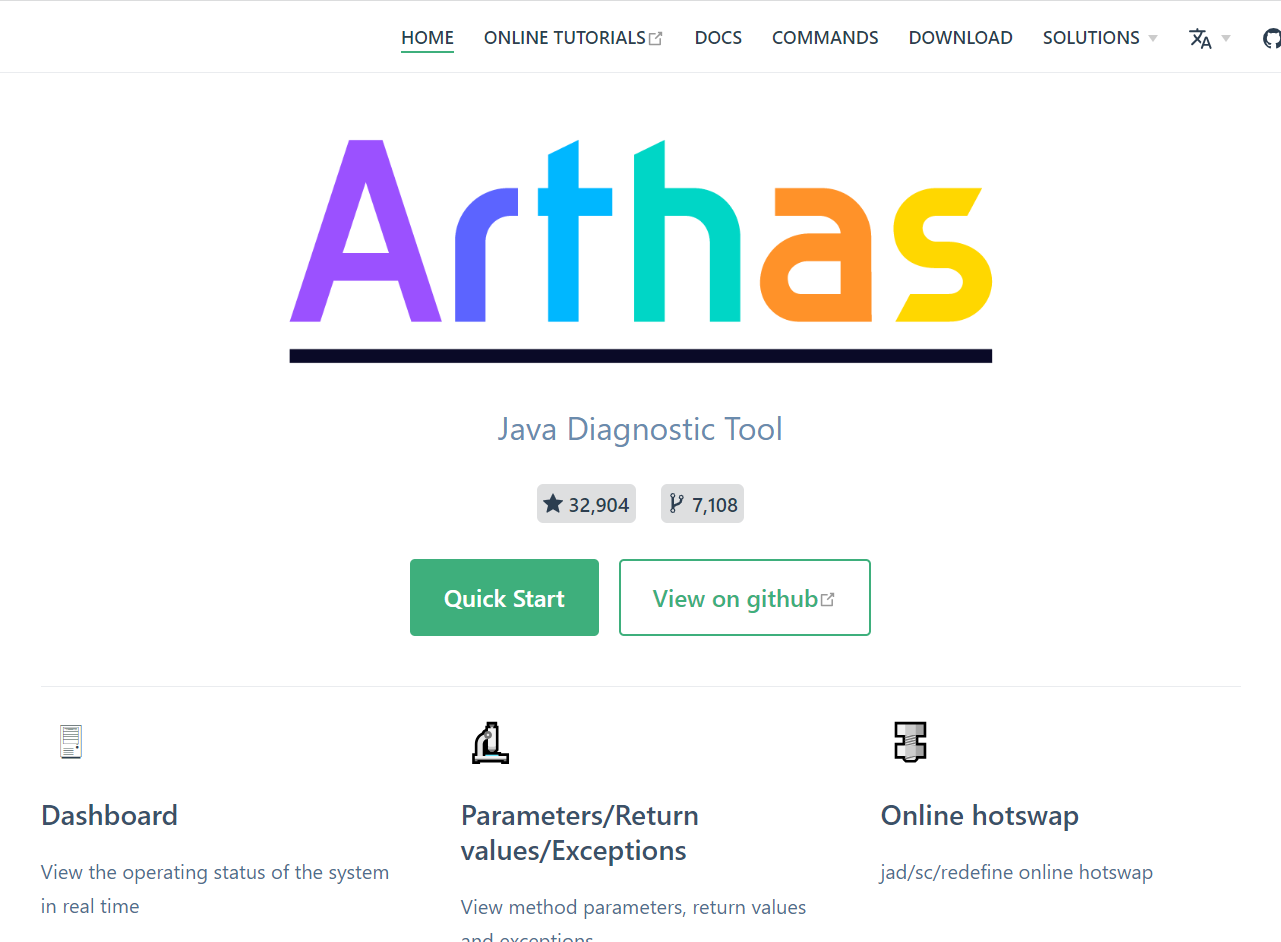 HOME ONLINE TUTORIALS DOCS COMMANDS DOWNLOAD SOLUTIONS
Arthas
Java Diagnostic Tool
32,904 7,108
Quick Start View on github
Dashboard
View the operating status of the system
in real time
Parameters/Return
values/Exceptions
View method parameters, return values
and exceptions
Online hotswap
jad/sc/redefine online hotswap